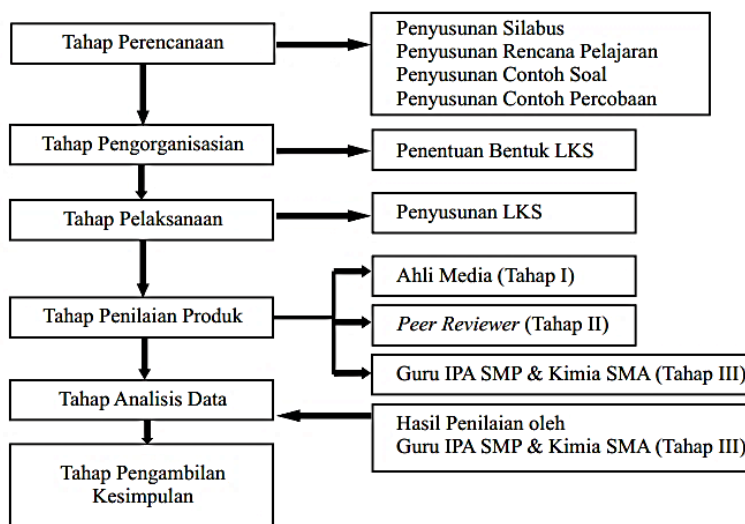 Tahap Perencanaan
Penyusunan Silabus
Penyusunan Rencana Pelajaran
Penyusunan Contoh Soal
Penyusunan Contoh Percobaan
Tahap Pengorganisasian
Penentuan Bentuk LKS
Tahap Pelaksanaan
Penyusunan LKS
Tahap Penilaian Produk
Ahli Media (Tahap I)
Peer Reviewer (Tahap II)
Guru IPA SMP & Kimia SMA (Tahap III)
Tahap Analisis Data
Hasil Penilaian oleh
Guru IPA SMP & Kimia SMA (Tahap III)
Tahap Pengambilan
Kesimpulan